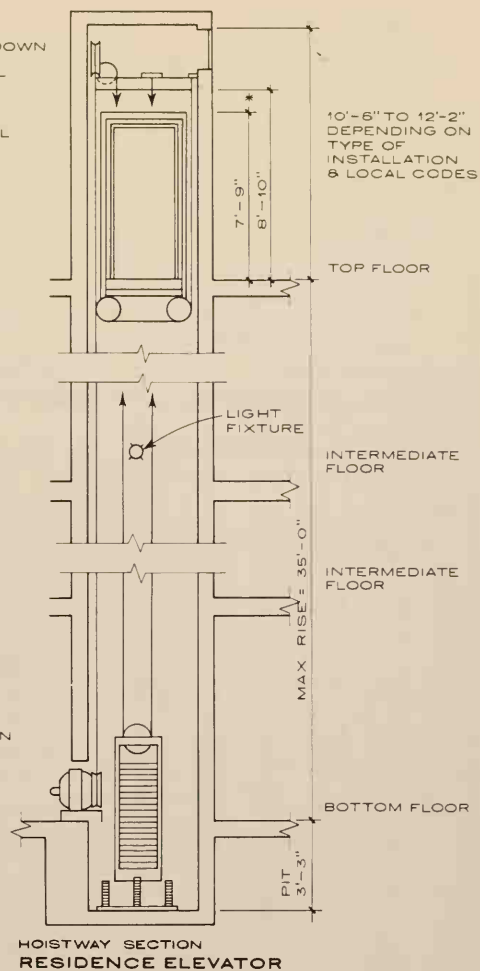 DOWN
L
10'-6" TO 12'-2"
DEPENDING ON
TYPE OF
INSTALLATION
& LOCAL CODES
*
7'-9"
8'-10"
TOP FLOOR
LIGHT
FIXTURE
INTERMEDIATE
FLOOR
INTERMEDIATE
FLOOR
MAX RISE = 35'-0"
N
BOTTOM FLOOR
PIT
3'-3"
HOISTWAY SECTION
RESIDENCE ELEVATOR